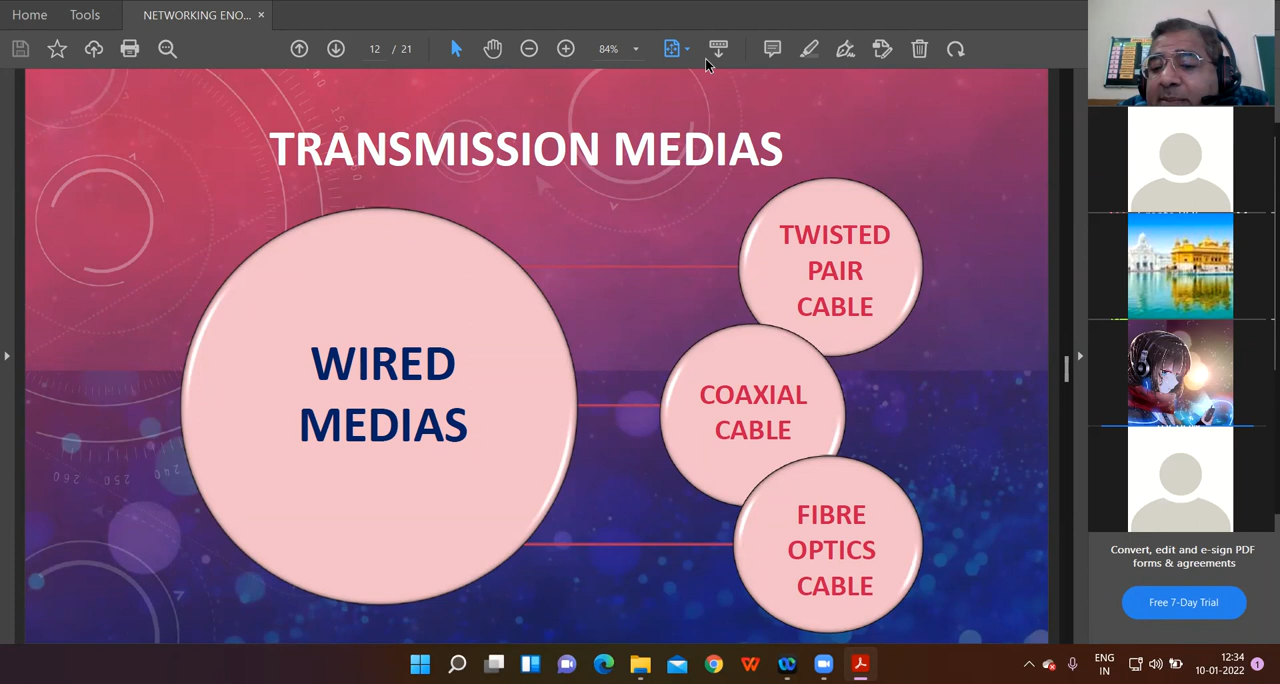 Home
Tools
NETWORKING ENO... ×
12 / 21
84%
TRANSMISSION MEDIAS
WIRED
MEDIAS
TWISTED
PAIR
CABLE
COAXIAL
CABLE
FIBRE
OPTICS
CABLE
Convert, edit and e-sign PDF
forms & agreements
Free 7-Day Trial
ENG
IN
12:34
10-01-2022
1